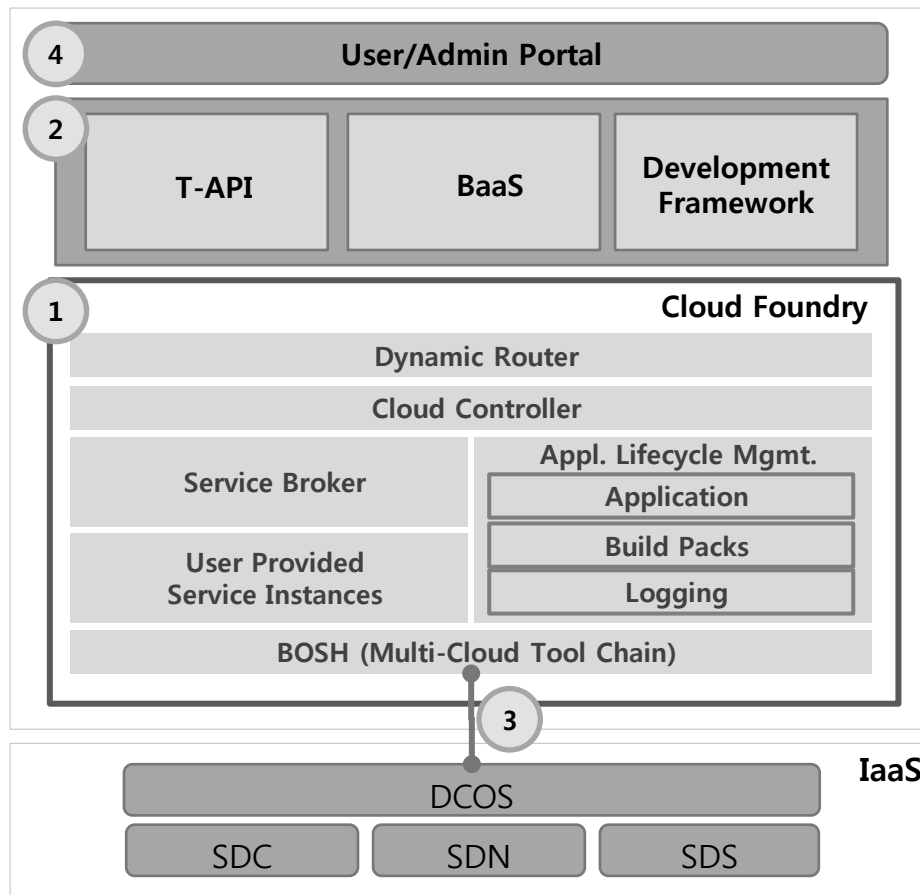 4
User/Admin Portal
2
T-API
BaaS
Development
Framework
1
Cloud Foundry
Dynamic Router
Cloud Controller
Service Broker
Appl. Lifecycle Mgmt.
Application
Build Packs
Logging
User Provided
Service Instances
BOSH (Multi-Cloud Tool Chain)
3
IaaS
DCOS
SDC
SDN
SDS